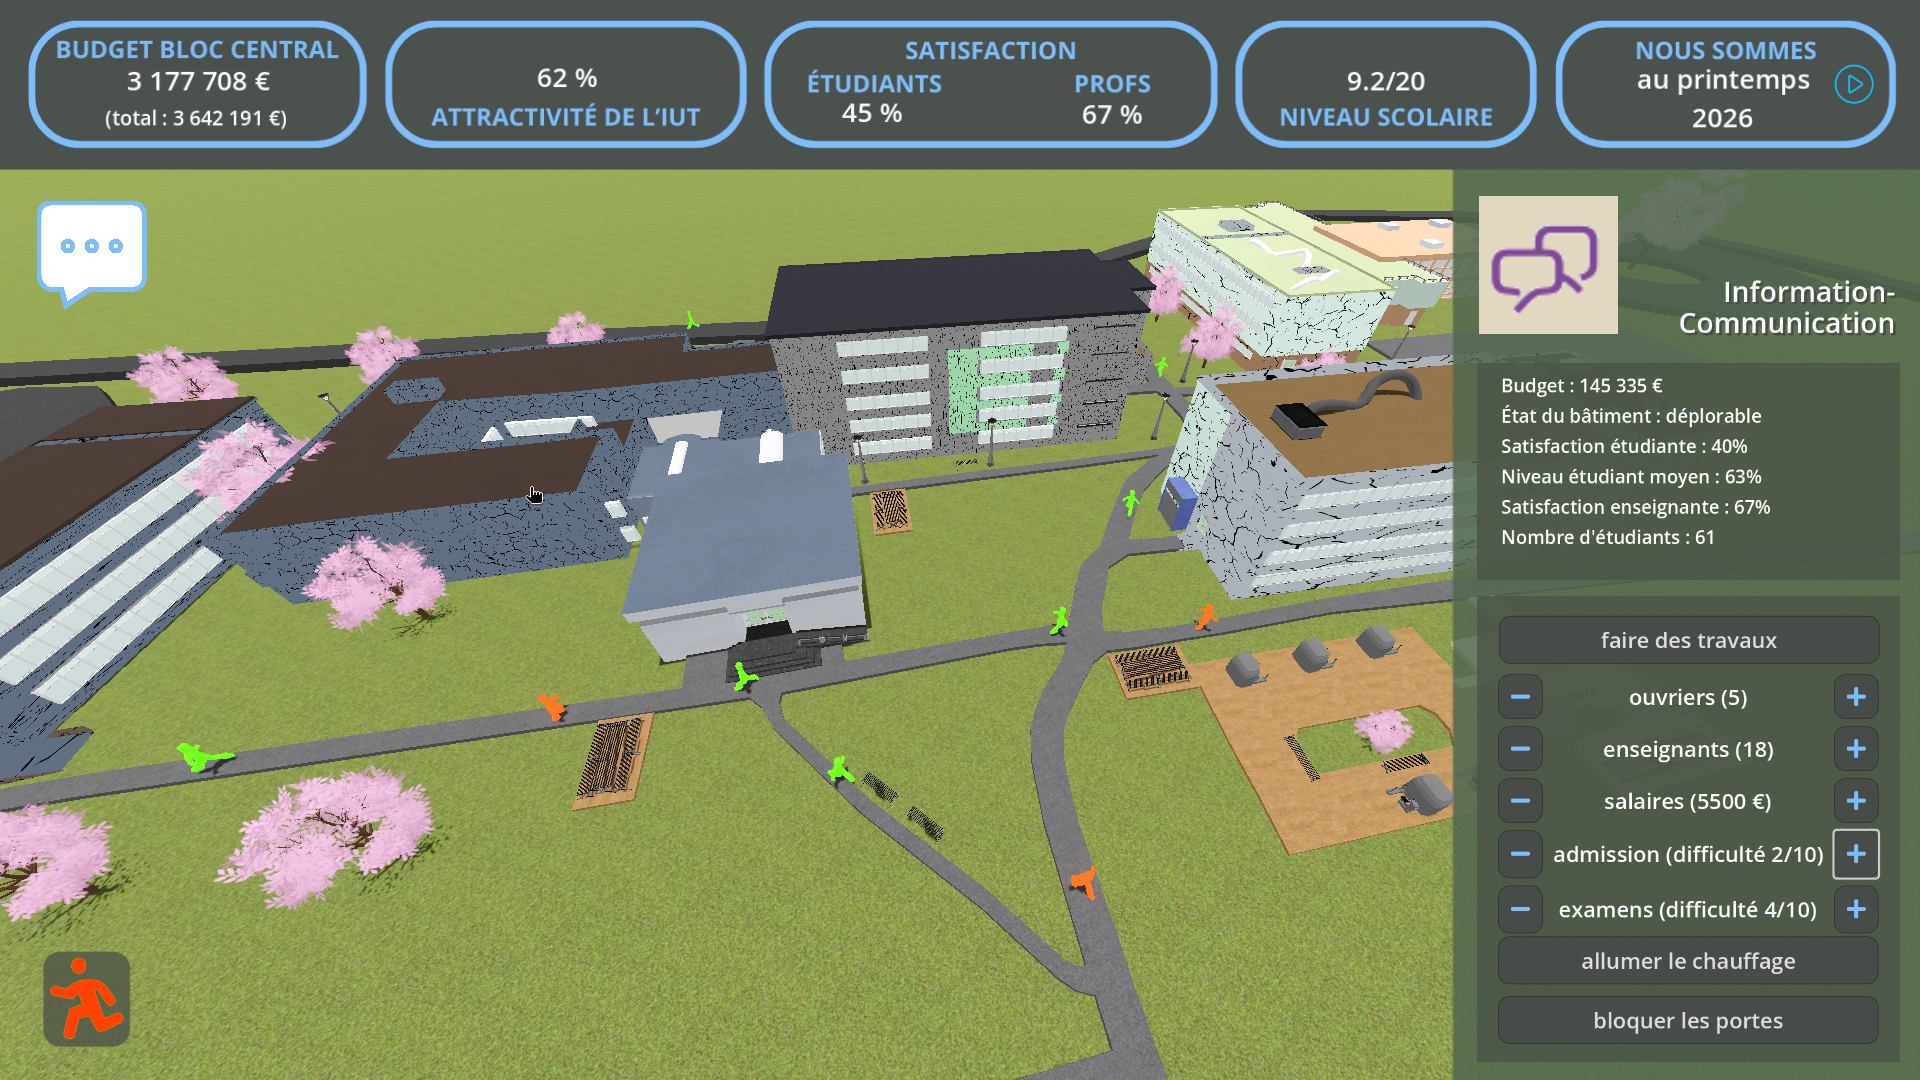 BUDGET BLOC CENTRAL
3 177 708 €
(total : 3 642 191 €)
62 %
ATTRACTIVITÉ DE L'IUT
SATISFACTION
ÉTUDIANTS
45 %
PROFS
67 %
9.2/20
NIVEAU SCOLAIRE
NOUS SOMMES
au printemps
2026
Information-
Communication
Budget : 145 335 €
État du bâtiment : déplorable
Satisfaction étudiante : 40%
Niveau étudiant moyen : 63%
Satisfaction enseignante : 67%
Nombre d'étudiants : 61
faire des travaux
ouvriers (5)
enseignants (18)
salaires (5500 €)
admission (difficulté 2/10)
examens (difficulté 4/10)
allumer le chauffage
bloquer les portes